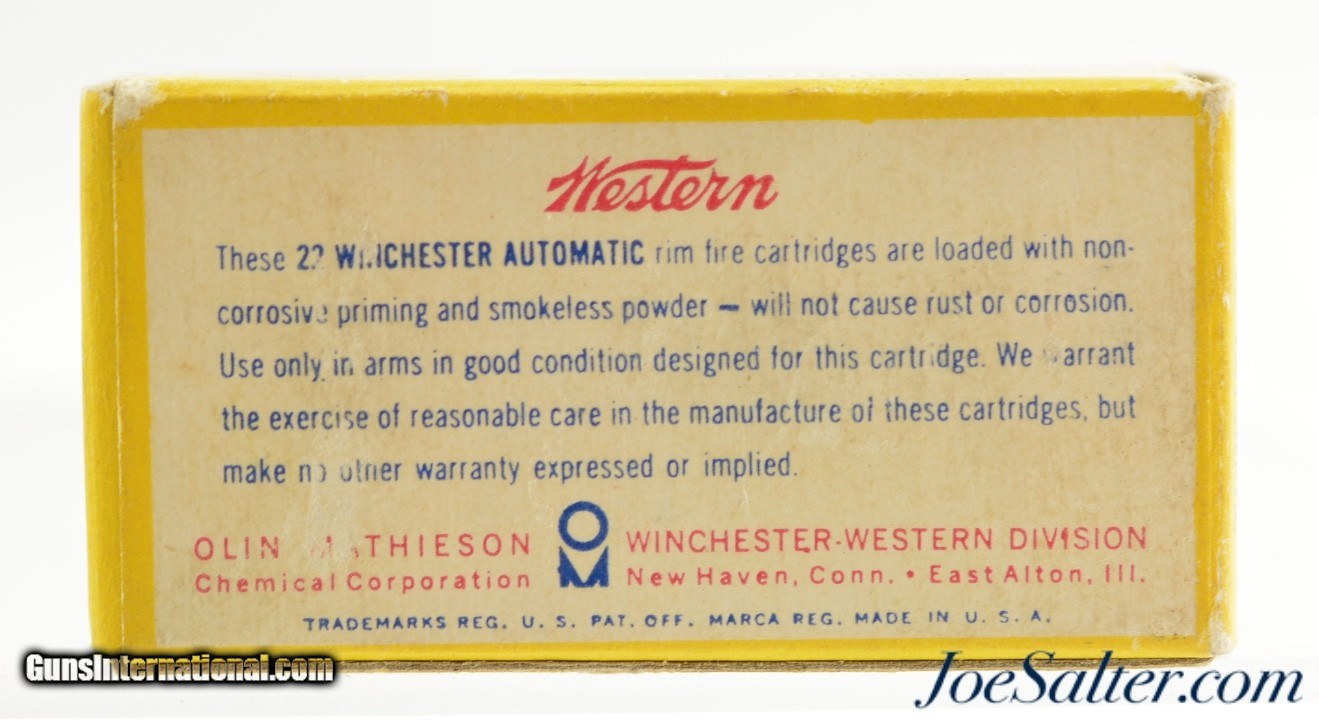 Western
These 22 WINCHESTER AUTOMATIC rim fire cartridges are loaded with non-
corrosive priming and smokeless powder — will not cause rust or corrosion.
Use only in arms in good condition designed for this cartridge. We warrant
the exercise of reasonable care in the manufacture of these cartridges, but
make no other warranty expressed or implied.
OLIN MATHIESON
Chemical Corporation
OM
WINCHESTER-WESTERN DIVISION
New Haven, Conn. • East Alton, Ill.
TRADEMARKS REG. U. S. PAT. OFF. MARCA REG. MADE IN U. S. A.
GunsInternational.com
JoeSalter.com